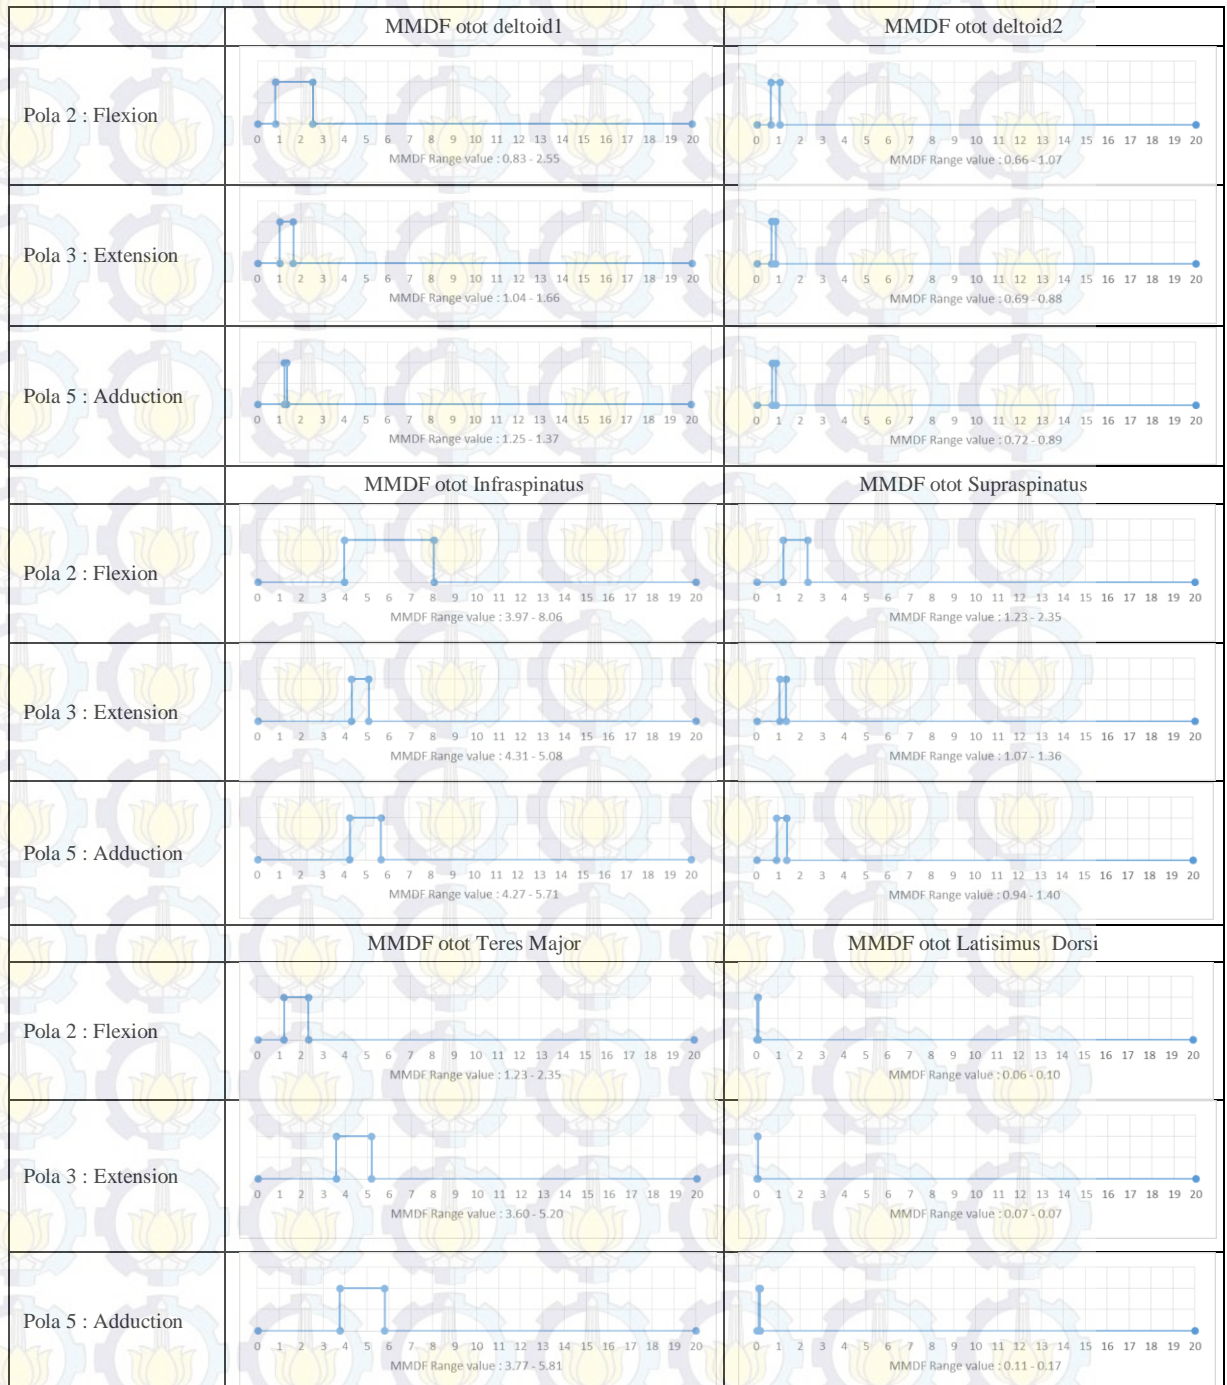 MMDF otot deltoid1 MMDF otot deltoid2
Pola 2 : Flexion
0 1 2 3 4 5 6 7 8 9 10 11 12 13 14 15 16 17 18 19 20
MMDF Range value : 0.83 - 2.55
0 1 2 3 4 5 6 7 8 9 10 11 12 13 14 15 16 17 18 19 20
MMDF Range value : 0.66 - 1.07
Pola 3 : Extension
0 1 2 3 4 5 6 7 8 9 10 11 12 13 14 15 16 17 18 19 20
MMDF Range value : 1.04 - 1.66
0 1 2 3 4 5 6 7 8 9 10 11 12 13 14 15 16 17 18 19 20
MMDF Range value : 0.69 - 0.88
Pola 5 : Adduction
0 1 2 3 4 5 6 7 8 9 10 11 12 13 14 15 16 17 18 19 20
MMDF Range value : 1.25 - 1.37
0 1 2 3 4 5 6 7 8 9 10 11 12 13 14 15 16 17 18 19 20
MMDF Range value : 0.72 - 0.89
MMDF otot Infraspinatus MMDF otot Supraspinatus
Pola 2 : Flexion
0 1 2 3 4 5 6 7 8 9 10 11 12 13 14 15 16 17 18 19 20
MMDF Range value : 3.97 - 8.06
0 1 2 3 4 5 6 7 8 9 10 11 12 13 14 15 16 17 18 19 20
MMDF Range value : 1.23 - 2.35
Pola 3 : Extension
0 1 2 3 4 5 6 7 8 9 10 11 12 13 14 15 16 17 18 19 20
MMDF Range value : 4.31 - 5.08
0 1 2 3 4 5 6 7 8 9 10 11 12 13 14 15 16 17 18 19 20
MMDF Range value : 1.07 - 1.36
Pola 5 : Adduction
0 1 2 3 4 5 6 7 8 9 10 11 12 13 14 15 16 17 18 19 20
MMDF Range value : 4.27 - 5.71
0 1 2 3 4 5 6 7 8 9 10 11 12 13 14 15 16 17 18 19 20
MMDF Range value : 0.94 - 1.40
MMDF otot Teres Major MMDF otot Latisimus Dorsi
Pola 2 : Flexion
0 1 2 3 4 5 6 7 8 9 10 11 12 13 14 15 16 17 18 19 20
MMDF Range value : 1.23 - 2.35
0 1 2 3 4 5 6 7 8 9 10 11 12 13 14 15 16 17 18 19 20
MMDF Range value : 0.06 - 0.10
Pola 3 : Extension
0 1 2 3 4 5 6 7 8 9 10 11 12 13 14 15 16 17 18 19 20
MMDF Range value : 3.60 - 5.20
0 1 2 3 4 5 6 7 8 9 10 11 12 13 14 15 16 17 18 19 20
MMDF Range value : 0.07 - 0.07
Pola 5 : Adduction
0 1 2 3 4 5 6 7 8 9 10 11 12 13 14 15 16 17 18 19 20
MMDF Range value : 3.77 - 5.81
0 1 2 3 4 5 6 7 8 9 10 11 12 13 14 15 16 17 18 19 20
MMDF Range value : 0.11 - 0.17